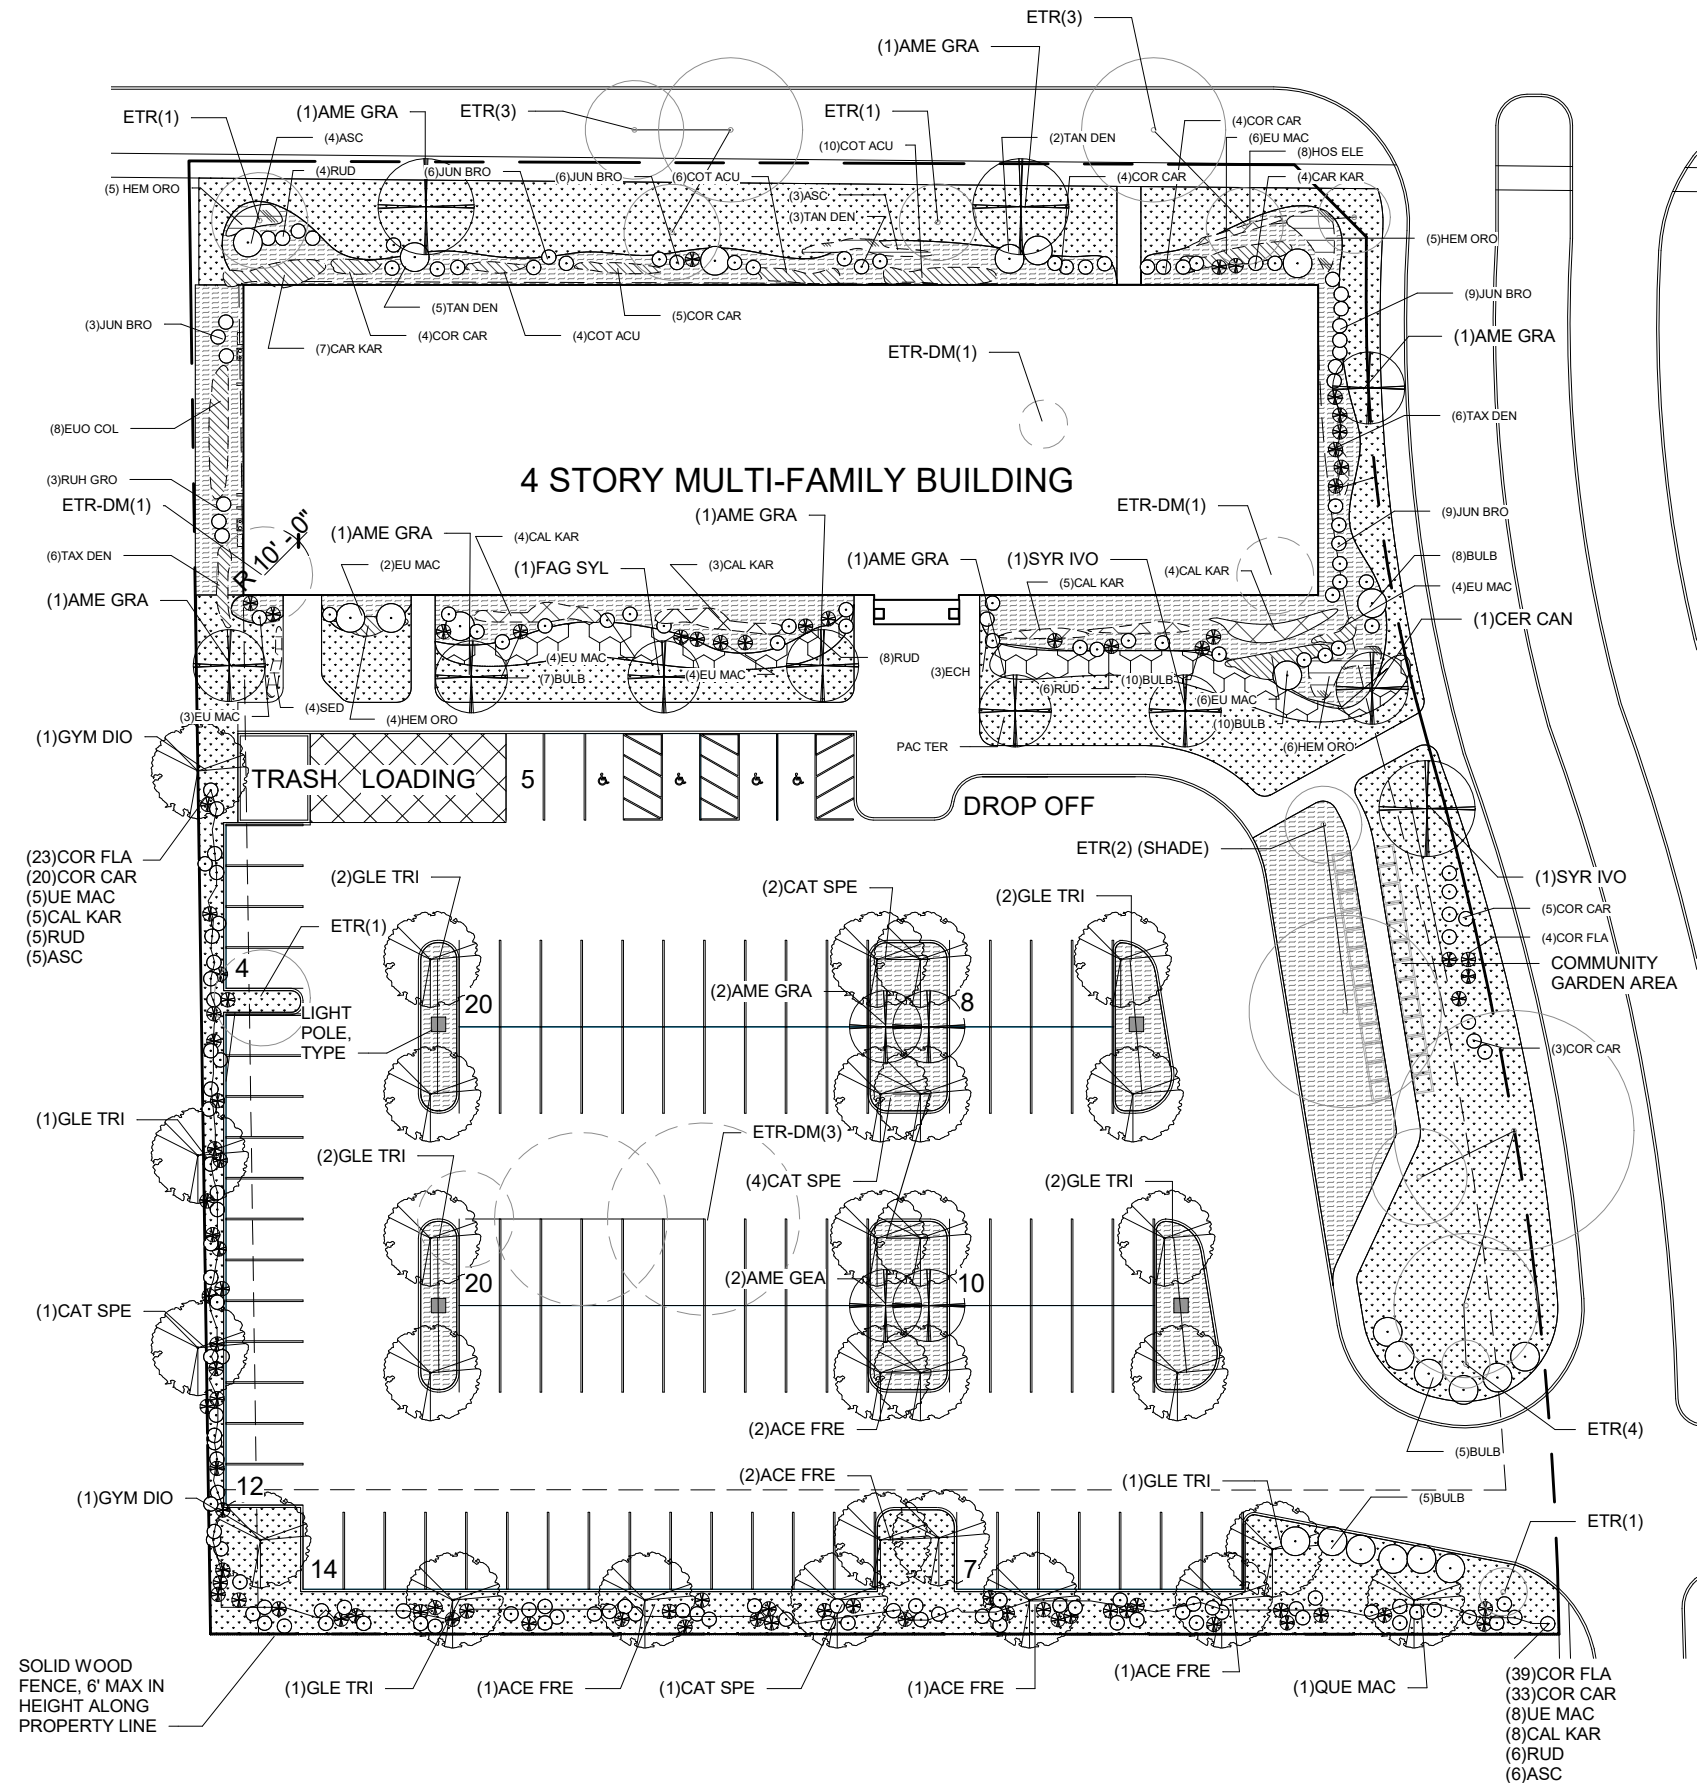 ETR(3)
(1)AME GRA
ETR(1)
(1)AME GRA
ETR(3)
ETR(1)
(4)ASC
(10)COT ACU
(2)TAN DEN
(4)COR CAR
(6)EU MAC
(8)HOS ELE
(5) HEM ORO
(4)RUD
(6)JUN BRO
(6)JUN BRO
(6)COT ACU
(3)ASC
(3)TAN DEN
(4)COR CAR
(4)CAR KAR
(5)HEM ORO
(3)JUN BRO
(7)CAR KAR
(4)COR CAR
(5)TAN DEN
(4)COT ACU
(5)COR CAR
ETR-DM(1)
(9)JUN BRO
(1)AME GRA
(8)EUO COL
(6)TAX DEN
(3)RUH GRO
ETR-DM(1)
4 STORY MULTI-FAMILY BUILDING
ETR-DM(1)
(9)JUN BRO
(6)TAX DEN
R 10' - 0"
(1)AME GRA
(2)EU MAC
(4)CAL KAR
(1)FAG SYL
(1)AME GRA
(3)CAL KAR
(1)AME GRA
(1)SYR IVO
(5)CAL KAR
(4)CAL KAR
(8)BULB
(4)EU MAC
(1)CER CAN
(1)AME GRA
(3)EU MAC
(4)SED
(4)HEM ORO
(4)EU MAC
(7)BULB
(4)EU MAC
(8)RUD
(3)ECH
(6)RUD
(10)BULB
(6)EU MAC
(10)BULB
(6)HEM ORO
PAC TER
(1)GYM DIO
TRASH
LOADING
5
DROP OFF
ETR(2) (SHADE)
(23)COR FLA
(20)COR CAR
(5)UE MAC
(5)CAL KAR
(5)RUD
(5)ASC
(2)GLE TRI
(2)CAT SPE
(2)GLE TRI
(1)SYR IVO
(5)COR CAR
(4)COR FLA
COMMUNITY
GARDEN AREA
(3)COR CAR
ETR(1)
4
LIGHT
POLE,
TYPE
20
(2)AME GRA
8
(1)GLE TRI
(2)GLE TRI
ETR-DM(3)
(4)CAT SPE
(2)GLE TRI
(1)CAT SPE
20
(2)AME GEA
10
(2)ACE FRE
ETR(4)
(5)BULB
(1)GYM DIO
12
(2)ACE FRE
(1)GLE TRI
(5)BULB
ETR(1)
14
7
SOLID WOOD
FENCE, 6' MAX IN
HEIGHT ALONG
PROPERTY LINE
(1)GLE TRI
(1)ACE FRE
(1)CAT SPE
(1)ACE FRE
(1)ACE FRE
(1)QUE MAC
(39)COR FLA
(33)COR CAR
(8)UE MAC
(8)CAL KAR
(6)RUD
(6)ASC